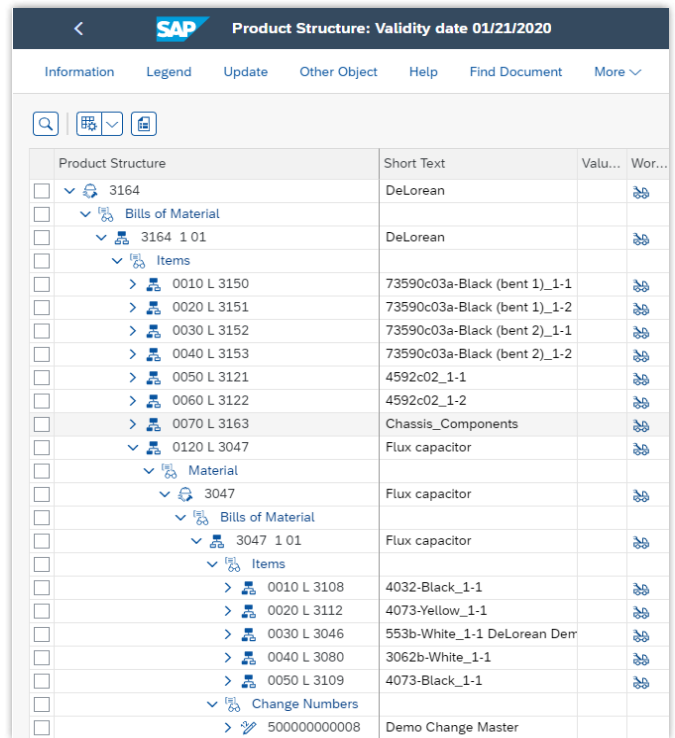 SAP Product Structure: Validity date 01/21/2020
Information Legend Update Other Object Help Find Document More
Product Structure Short Text Valu... Wor...
3164 DeLorean
Bills of Material
3164 1 01 DeLorean
Items
0010 L 3150 73590c03a-Black (bent 1)_1-1
0020 L 3151 73590c03a-Black (bent 1)_1-2
0030 L 3152 73590c03a-Black (bent 2)_1-1
0040 L 3153 73590c03a-Black (bent 2)_1-2
0050 L 3121 4592c02_1-1
0060 L 3122 4592c02_1-2
0070 L 3163 Chassis_Components
0120 L 3047 Flux capacitor
Material
3047 Flux capacitor
Bills of Material
3047 1 01 Flux capacitor
Items
0010 L 3108 4032-Black_1-1
0020 L 3112 4073-Yellow_1-1
0030 L 3046 553b-White_1-1 DeLorean Dem
0040 L 3080 3062b-White_1-1
0050 L 3109 4073-Black_1-1
Change Numbers
500000000008 Demo Change Master